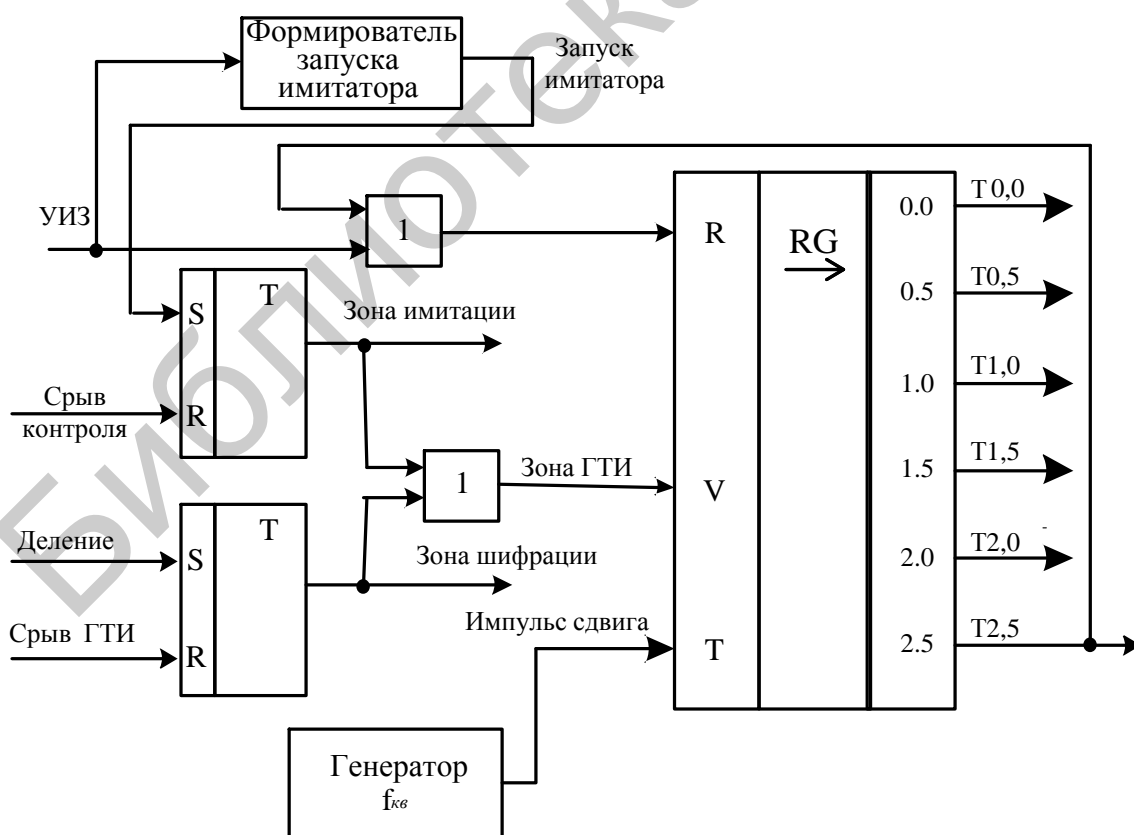 Формирователь
запуска
имитатора
Запуск
имитатора
УИЗ
1
R
RG
0.0
T0,0
0.5
T0,5
1.0
T1,0
1.5
T1,5
2.0
T2,0
2.5
T2,5
S
T
R
Зона имитации
Срыв
контроля
1
Зона ГТИ
V
Деление
S
T
Зона шифрации
Срыв ГТИ
R
Импульс сдвига
T
Генератор
fкв
Библиотека